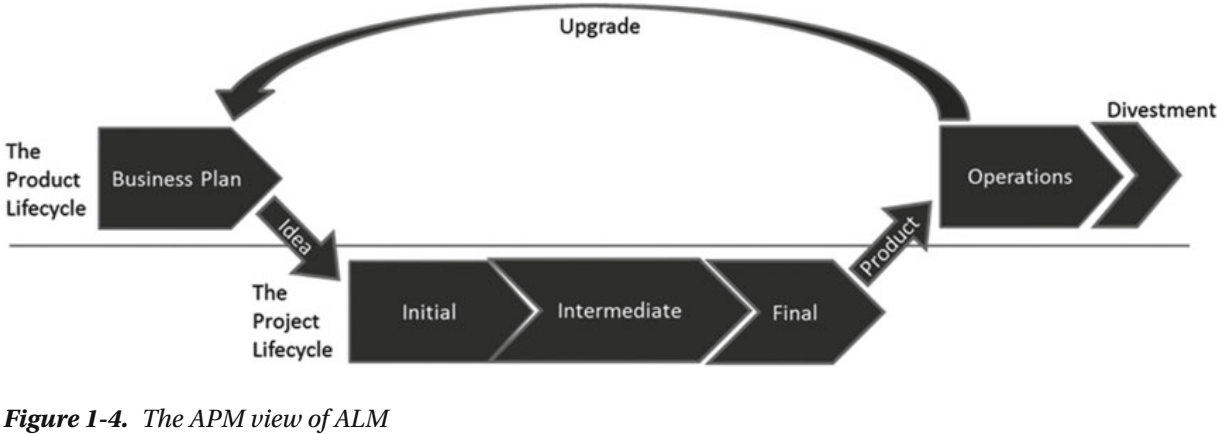 Upgrade
Divestment
The
Product
Lifecycle
Business Plan
Operations
Idea
Product
The
Project
Lifecycle
Initial
Intermediate
Final
Figure 1-4. The APM view of ALM